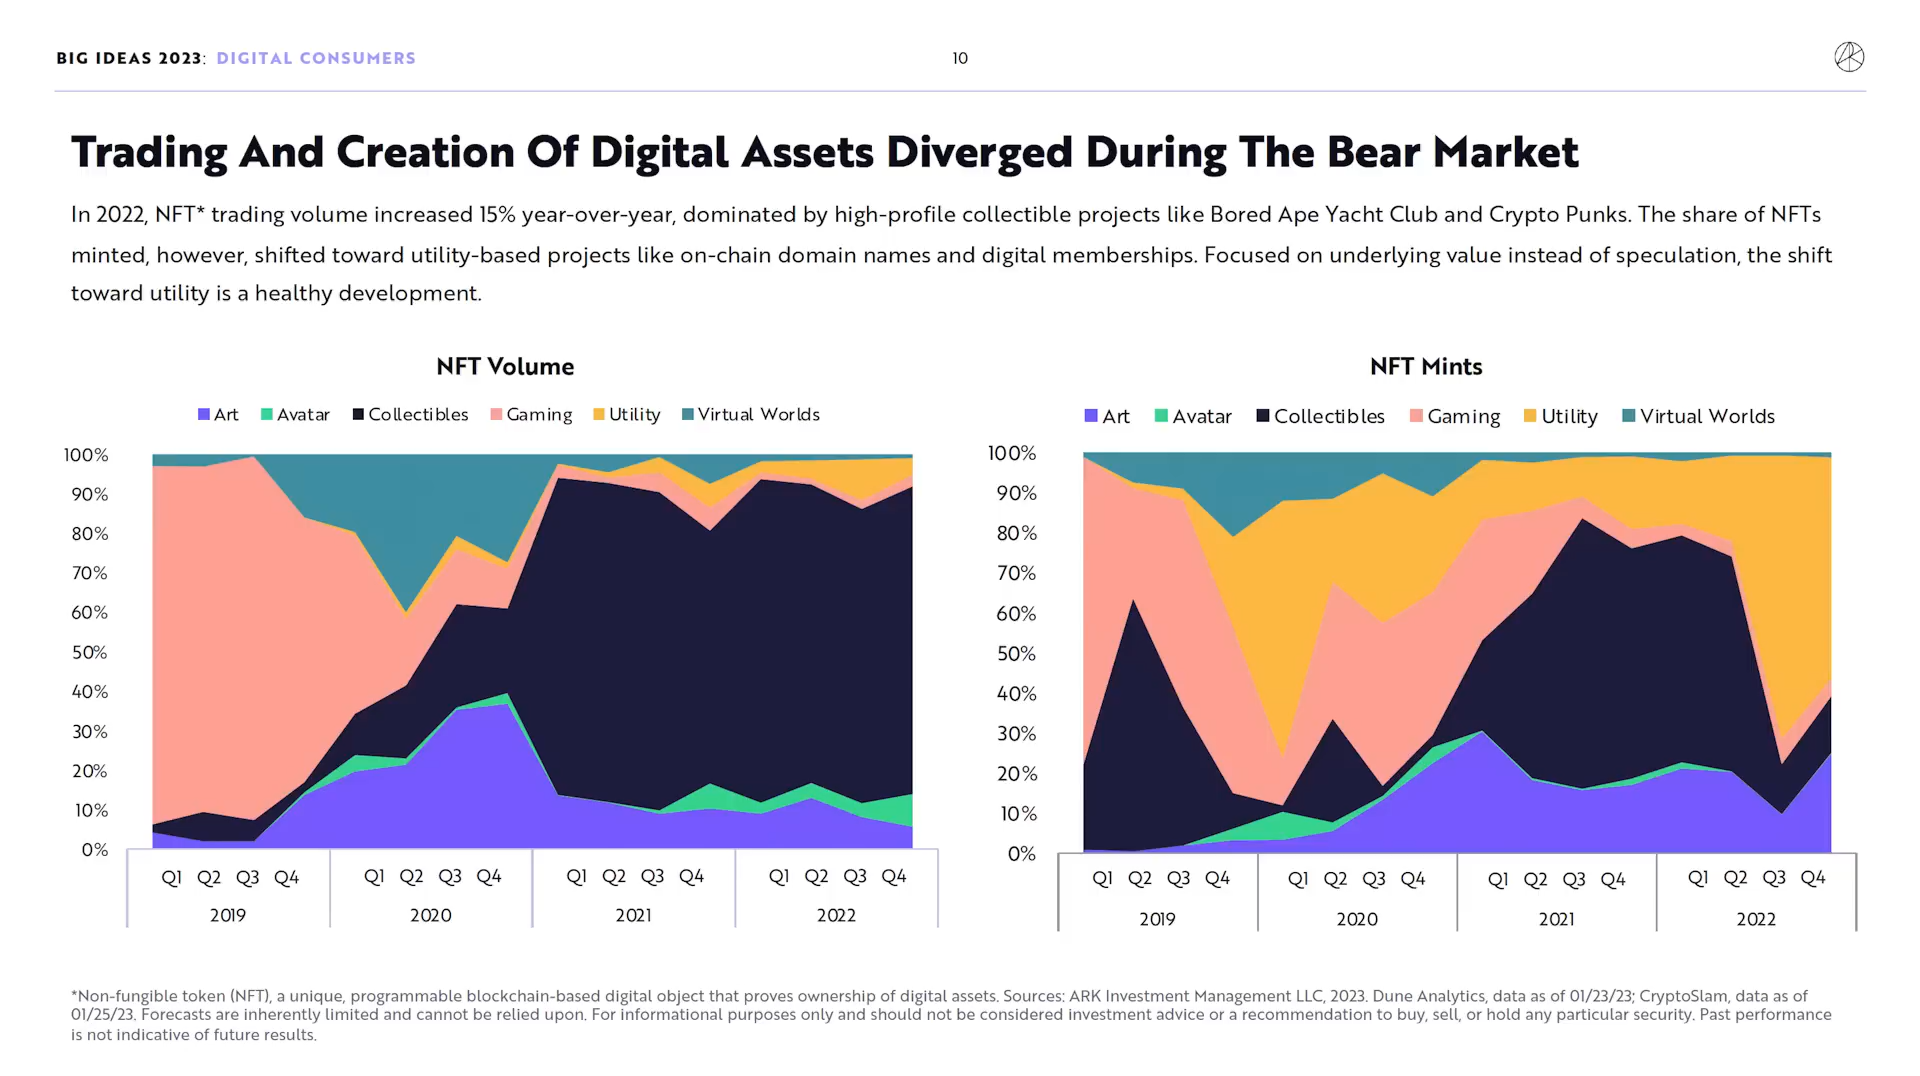 BIG IDEAS 2023: DIGITAL CONSUMERS
10
Trading And Creation Of Digital Assets Diverged During The Bear Market
In 2022, NFT* trading volume increased 15% year-over-year, dominated by high-profile collectible projects like Bored Ape Yacht Club and Crypto Punks. The share of NFTs
minted, however, shifted toward utility-based projects like on-chain domain names and digital memberships. Focused on underlying value instead of speculation, the shift
toward utility is a healthy development.
NFT Volume
Art Avatar Collectibles Gaming Utility Virtual Worlds
100%
90%
80%
70%
60%
50%
40%
30%
20%
10%
0%
Q1 Q2 Q3 Q4 Q1 Q2 Q3 Q4 Q1 Q2 Q3 Q4 Q1 Q2 Q3 Q4
2019 2020 2021 2022
NFT Mints
Art Avatar Collectibles Gaming Utility Virtual Worlds
100%
90%
80%
70%
60%
50%
40%
30%
20%
10%
0%
Q1 Q2 Q3 Q4 Q1 Q2 Q3 Q4 Q1 Q2 Q3 Q4 Q1 Q2 Q3 Q4
2019 2020 2021 2022
*Non-fungible token (NFT), a unique, programmable blockchain-based digital object that proves ownership of digital assets. Sources: ARK Investment Management LLC, 2023. Dune Analytics, data as of 01/23/23; CryptoSlam, data as of
01/25/23. Forecasts are inherently limited and cannot be relied upon. For informational purposes only and should not be considered investment advice or a recommendation to buy, sell, or hold any particular security. Past performance
is not indicative of future results.